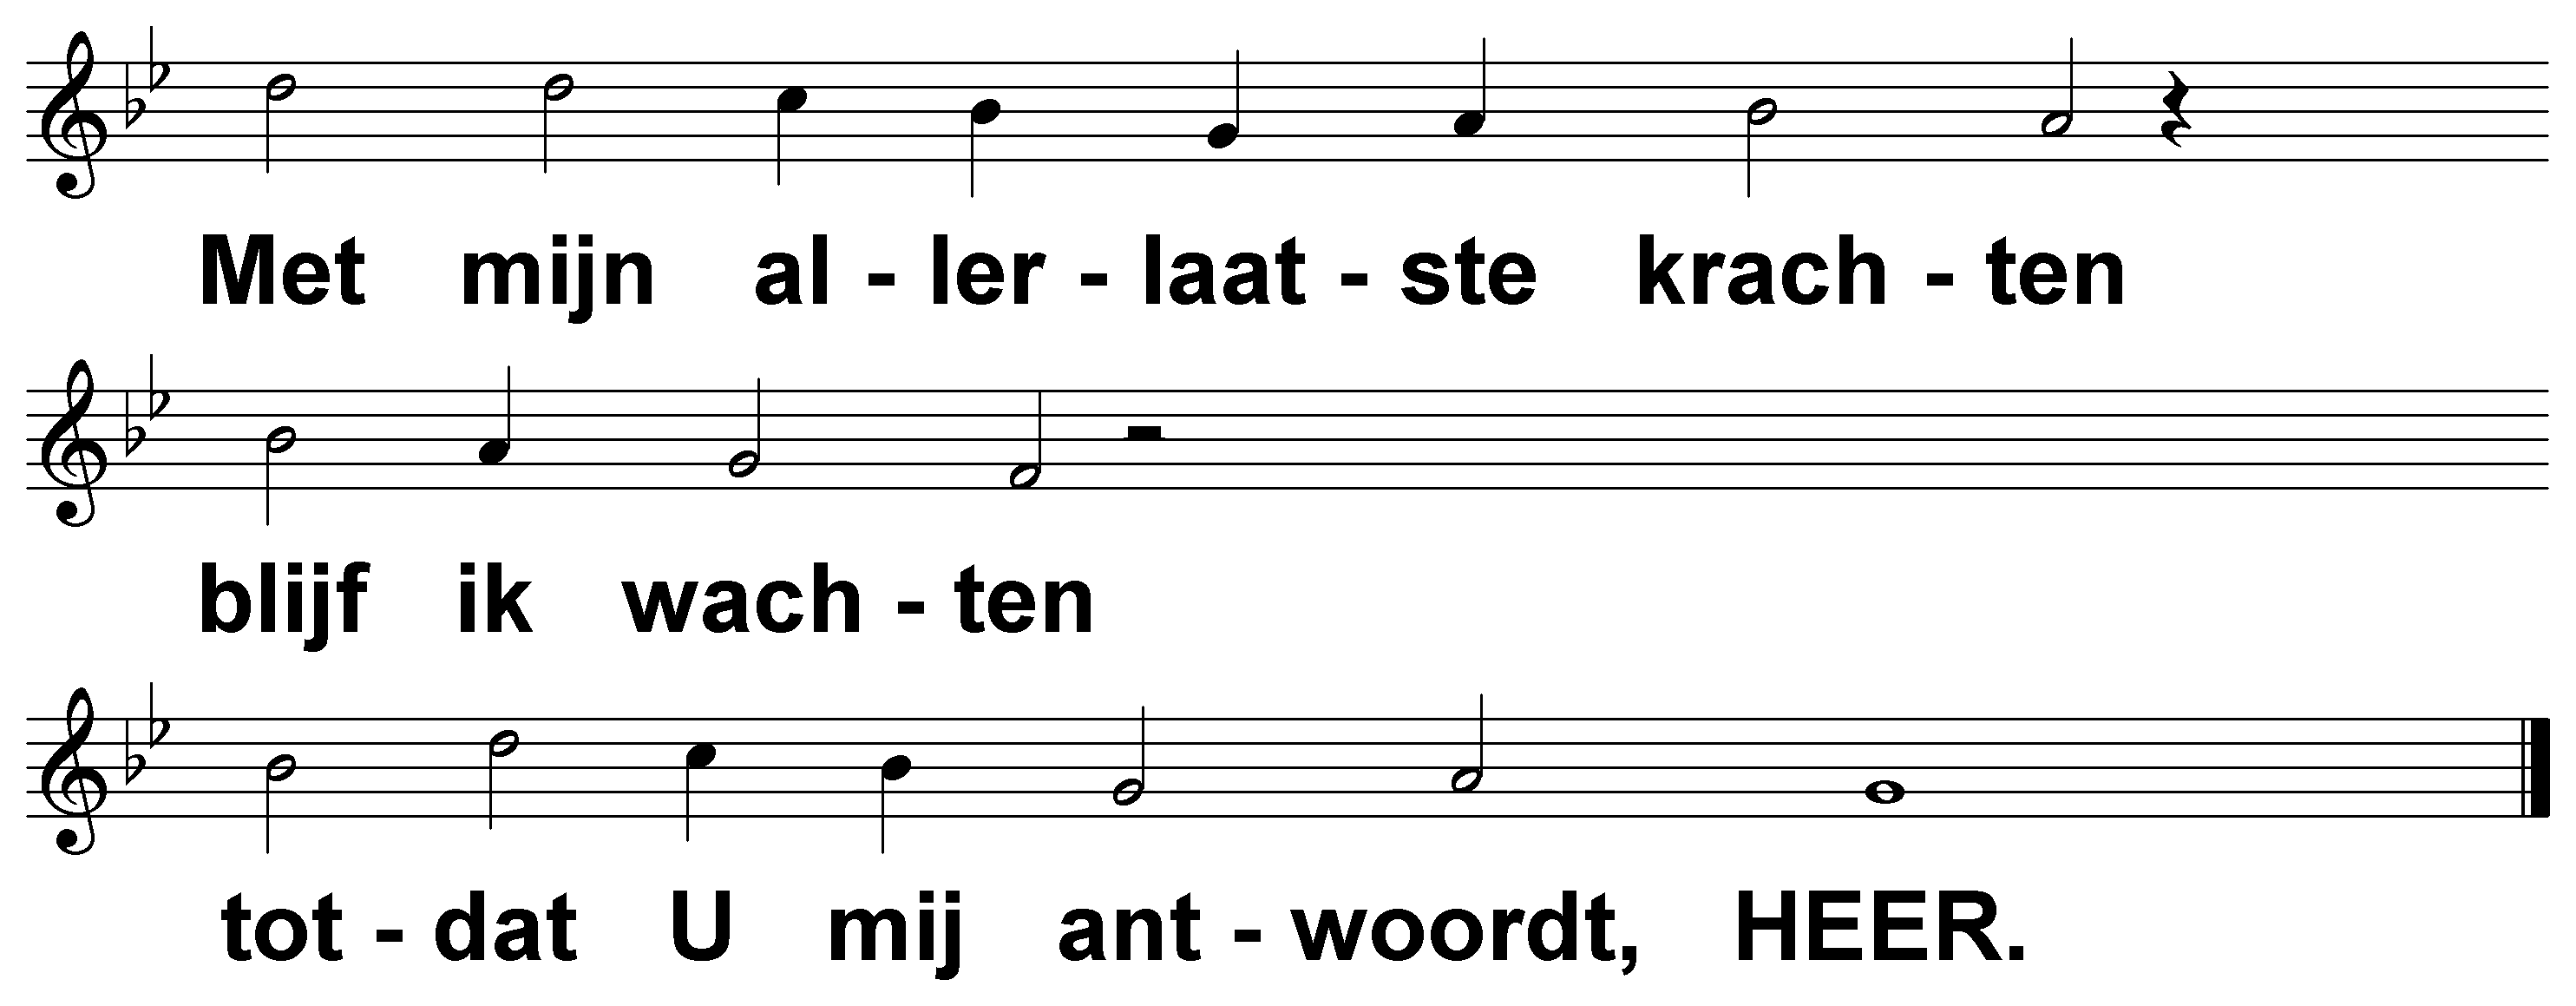 Met mijn al - ler - laat - ste krach - ten
blijf ik wach - ten
tot - dat U mij ant - woordt, HEER.